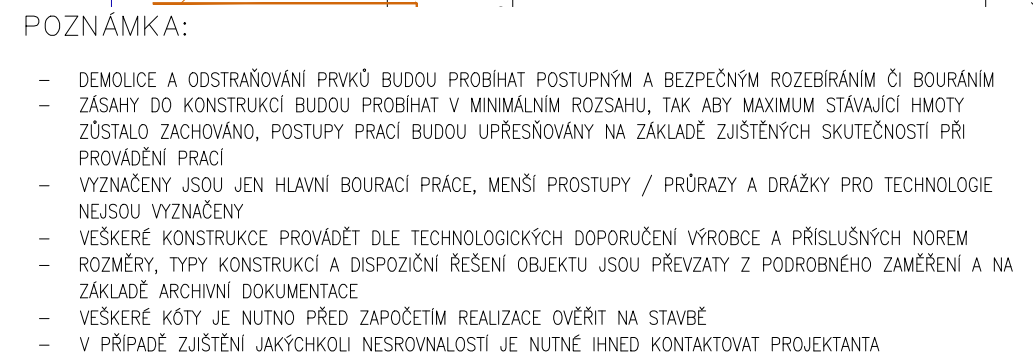 POZNÁMKA:
– DEMOLICE A ODSTRAŇOVÁNÍ PRVKŮ BUDOU PROBÍHAT POSTUPNÝM A BEZPEČNÝM ROZEBÍRÁNÍM ČI BOURÁNÍM
– ZÁSAHY DO KONSTRUKCÍ BUDOU PROBÍHAT V MINIMÁLNÍM ROZSAHU, TAK ABY MAXIMUM STÁVAJÍCÍ HMOTY
ZŮSTALO ZACHOVÁNO, POSTUPY PRACÍ BUDOU UPŘESŇOVÁNY NA ZÁKLADĚ ZJIŠTĚNÝCH SKUTEČNOSTÍ PŘI
PROVÁDĚNÍ PRACÍ
– VYZNAČENY JSOU JEN HLAVNÍ BOURACÍ PRÁCE, MENŠÍ PROSTUPY / PRŮRAZY A DRÁŽKY PRO TECHNOLOGIE
NEJSOU VYZNAČENY
– VEŠKERÉ KONSTRUKCE PROVÁDĚT DLE TECHNOLOGICKÝCH DOPORUČENÍ VÝROBCE A PŘÍSLUŠNÝCH NOREM
– ROZMĚRY, TYPY KONSTRUKCÍ A DISPOZIČNÍ ŘEŠENÍ OBJEKTU JSOU PŘEVZATY Z PODROBNÉHO ZAMĚŘENÍ A NA
ZÁKLADĚ ARCHIVNÍ DOKUMENTACE
– VEŠKERÉ KÓTY JE NUTNO PŘED ZAPOČETÍM REALIZACE OVĚŘIT NA STAVBĚ
– V PŘÍPADĚ ZJIŠTĚNÍ JAKÝCHKOLI NESROVNALOSTÍ JE NUTNÉ IHNED KONTAKTOVAT PROJEKTANTA